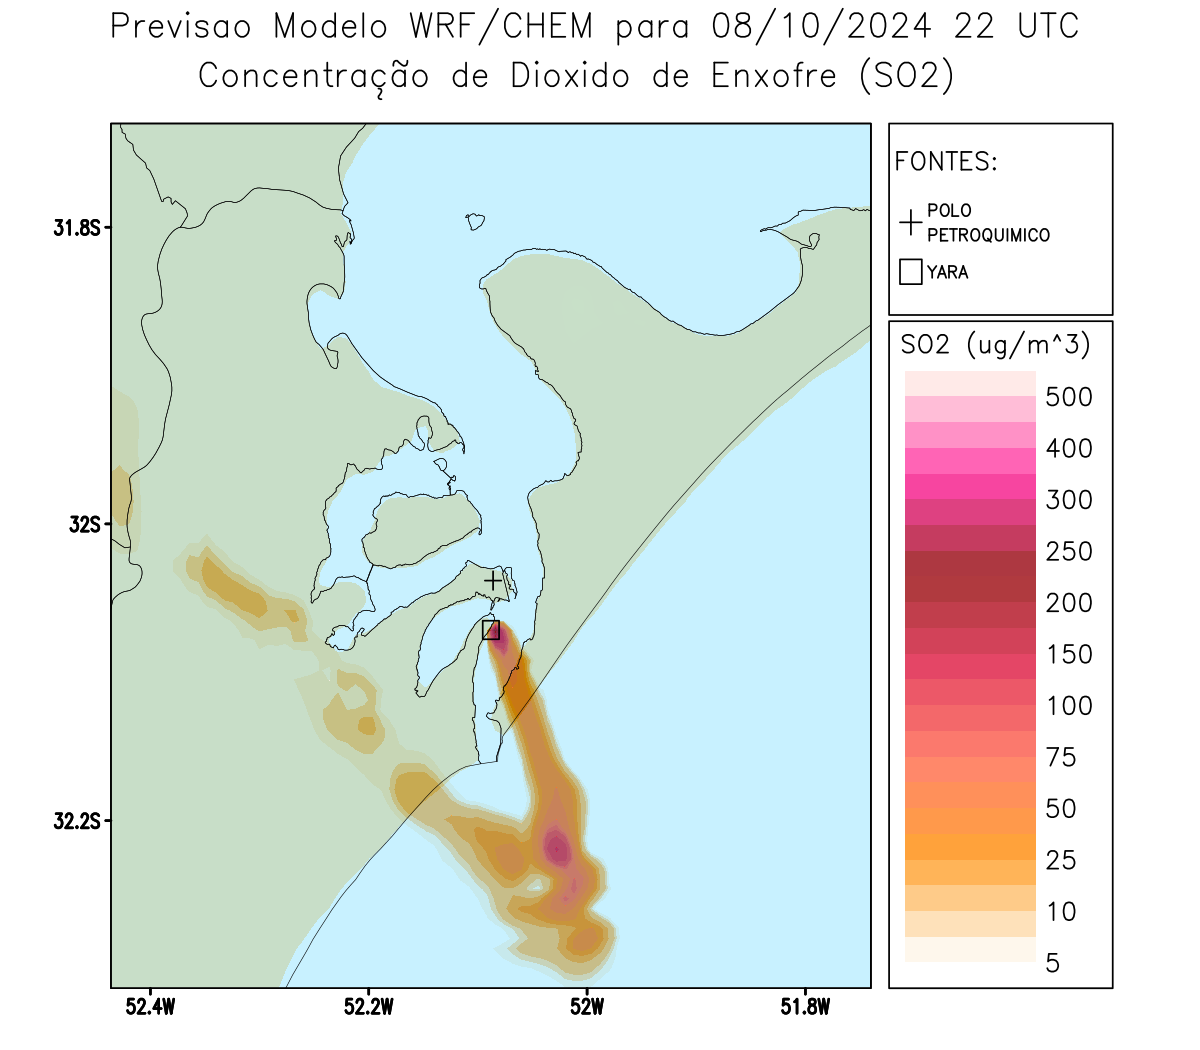 Previsao Modelo WRF/CHEM para 08/10/2024 22 UTC
Concentração de Dioxido de Enxofre (SO2)
FONTES:
POLO
PETROQUIMICO
YARA
SO2 (ug/m^3)
500
400
300
250
200
150
100
75
50
25
10
5
31.8S
32S
32.2S
52.4W
52.2W
52W
51.8W